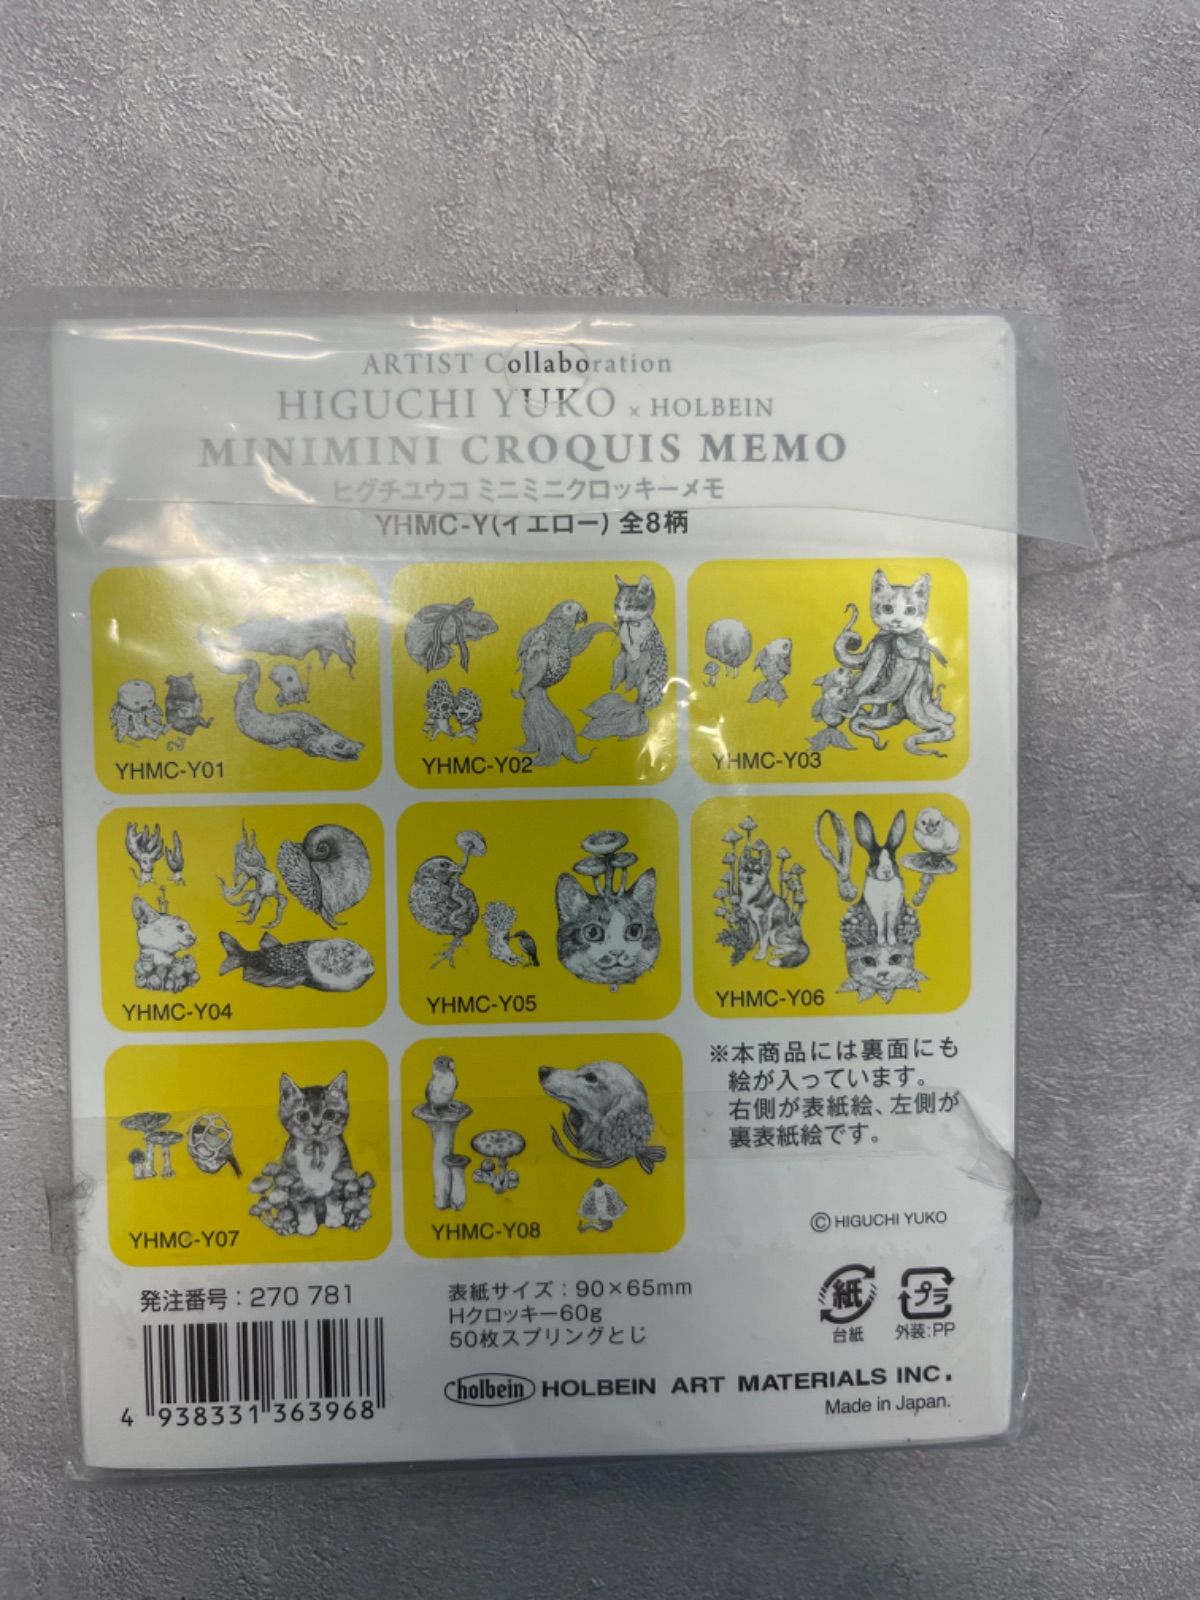 ARTIST Collaboration
HIGUCHI YUKO × HOLBEIN
MINIMINI CROQUIS MEMO
ヒグチユウコ ミニミニクロッキーメモ
YHMC-Y(イエロー) 全8柄
YHMC-Y01
YHMC-Y02
YHMC-Y03
YHMC-Y04
YHMC-Y05
YHMC-Y06
YHMC-Y07
YHMC-Y08
※本商品には裏面にも
絵が入っています。
右側が表紙絵、左側が
裏表紙絵です。
© HIGUCHI YUKO
発注番号：270 781
4 938331 363968
表紙サイズ：90×65mm
Hクロッキー60g
50枚スプリングとじ
紙
台紙
プラ
外装:PP
holbein HOLBEIN ART MATERIALS INC.
Made in Japan.